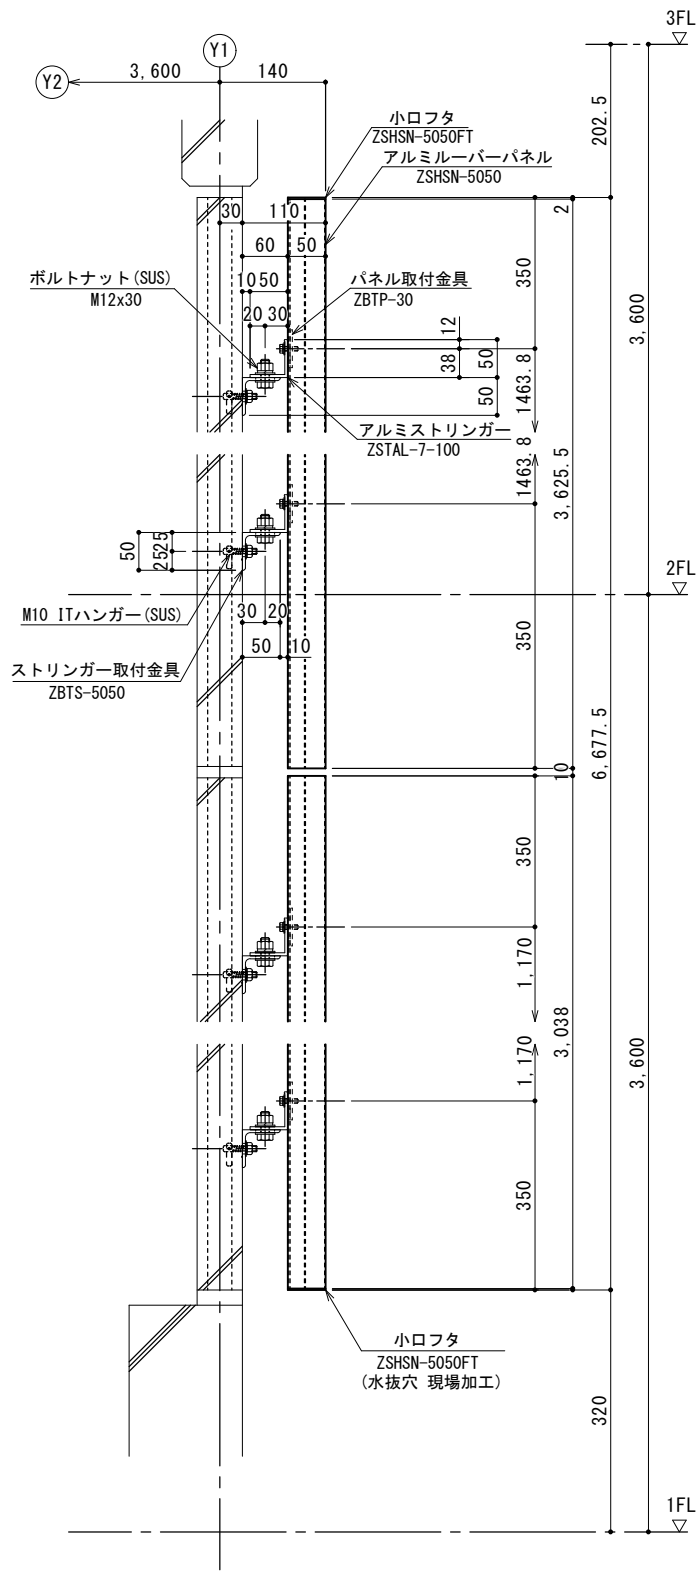 3FL
Y1
Y2
3,600
140
小口フタ
ZSHSN-5050FT
202.5
アルミルーバーパネル
ZSHSN-5050
30
110
2
60
50
ボルトナット(SUS)
M12x30
10
50
パネル取付金具
ZBTP-30
350
3,600
20
30
12
38
50
50
1463.8
アルミストリンガー
ZSTAL-7-100
1463.8
3,625.5
50
25
25
2FL
M10 ITハンガー(SUS)
30
20
50
10
350
ストリンガー取付金具
ZBTS-5050
6,677.5
10
350
1,170
3,038
1,170
3,600
350
小口フタ
ZSHSN-5050FT
(水抜穴 現場加工)
320
1FL